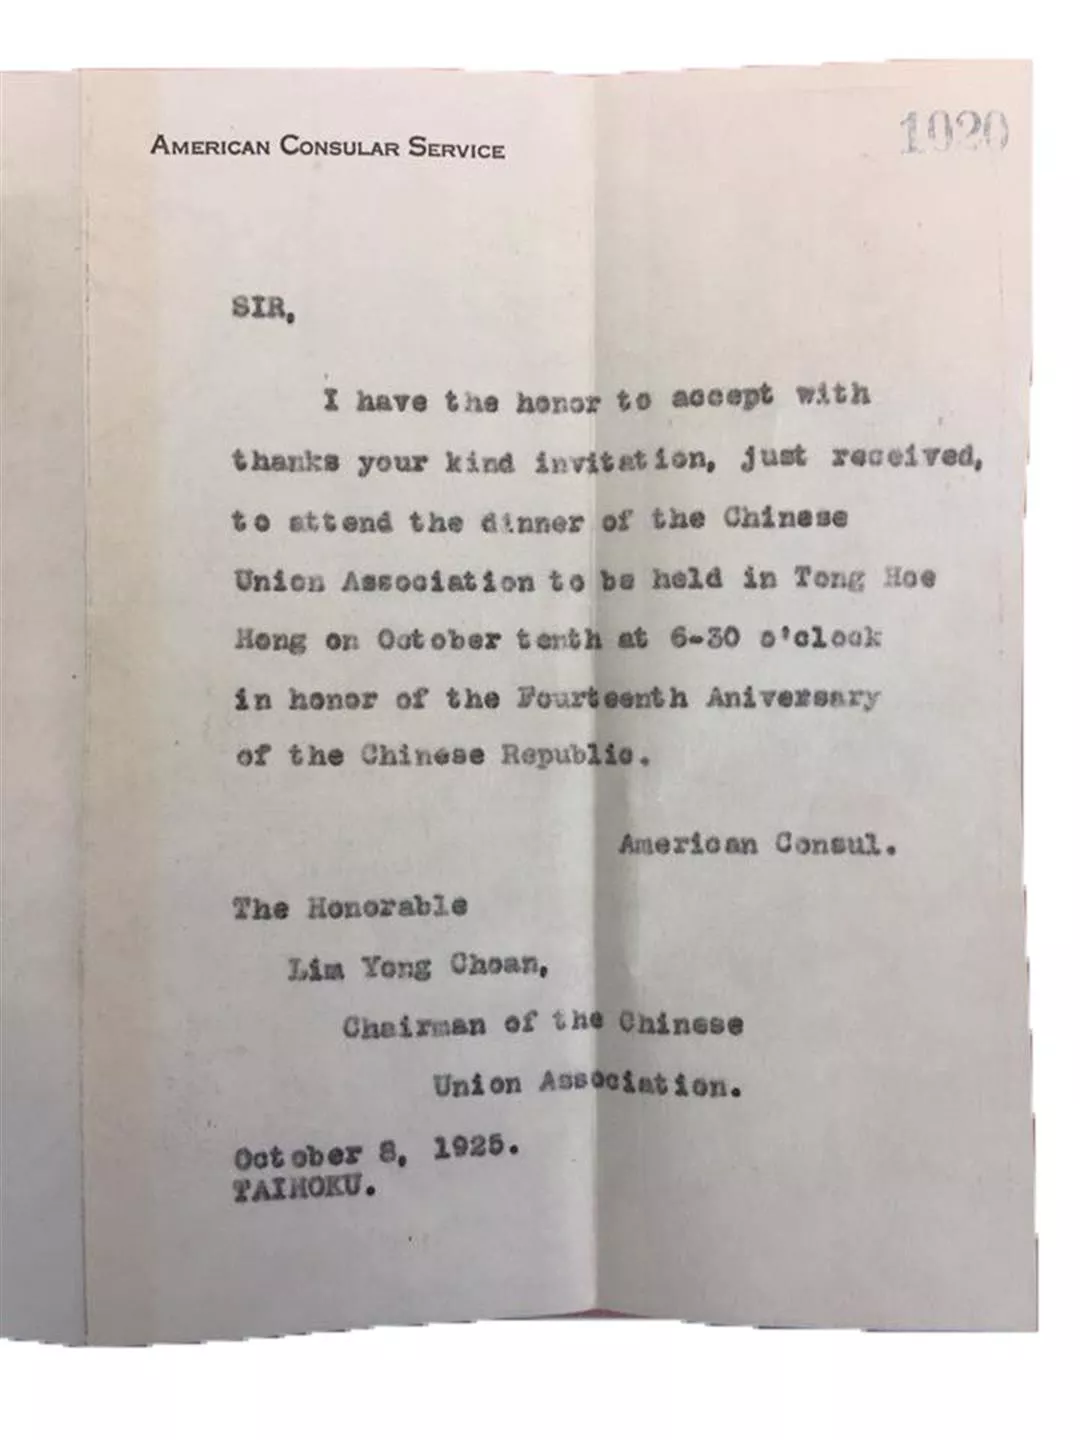 AMERICAN CONSULAR SERVICE
1020
SIR,
I have the honor to accept with
thanks your kind invitation, just received,
to attend the dinner of the Chinese
Union Association to be held in Tong Hoe
Hong on October tenth at 6-30 o'clock
in honor of the Fourteenth Aniversary
of the Chinese Republic.
American Consul.
The Honorable
Lim Yong Choan,
Chairman of the Chinese
Union Association.
October 8, 1925.
TAIHOKU.